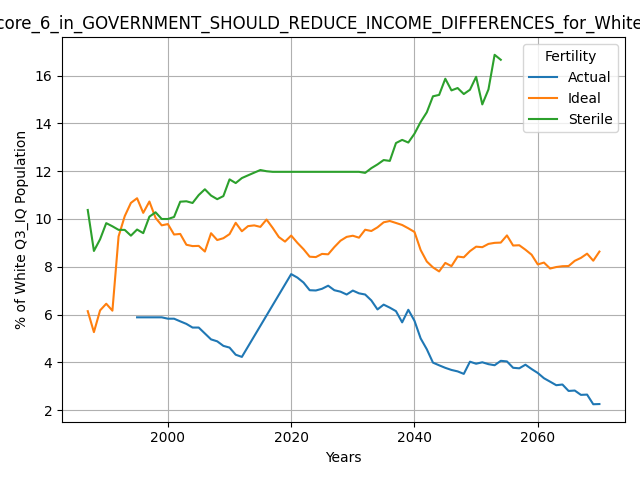 core_6_in_GOVERNMENT_SHOULD_REDUCE_INCOME_DIFFERENCES_for_White
Fertility
Actual
Ideal
Sterile
% of White Q3_IQ Population
16
14
12
10
8
6
4
2
2000
2020
2040
2060
Years